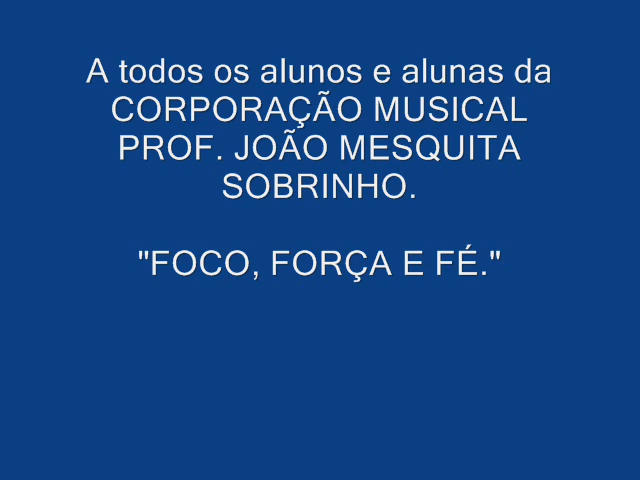 A todos os alunos e alunas da
CORPORAÇÃO MUSICAL
PROF. JOÃO MESQUITA
SOBRINHO.
"FOCO, FORÇA E FÉ."